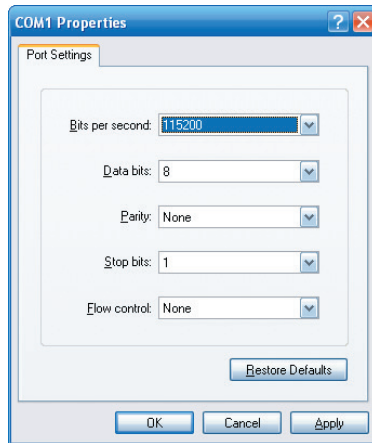 COM1 Properties
Port Settings
Bits per second: 115200
Data bits: 8
Parity: None
Stop bits: 1
Flow control: None
Restore Defaults
OK Cancel Apply